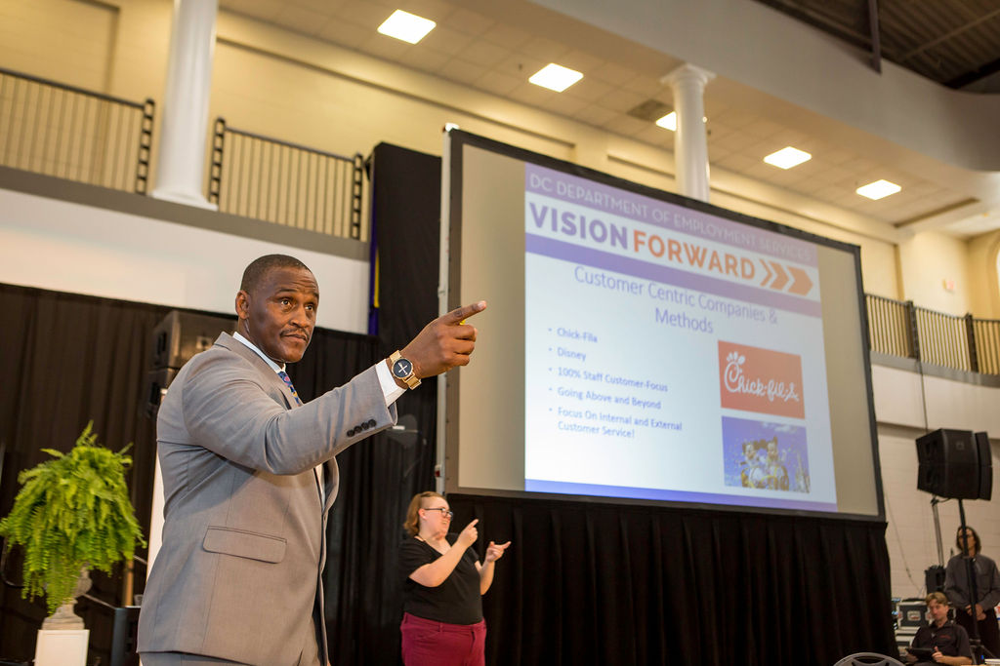 DC DEPARTMENT OF EMPLOYMENT SERVICES
VISION FORWARD
Customer Centric Companies &
Methods
• Chick-Fila
• Disney
• 100% Staff Customer-Focus
• Going Above and Beyond
• Focus On Internal and External
Customer Service!
Chick-fil-A